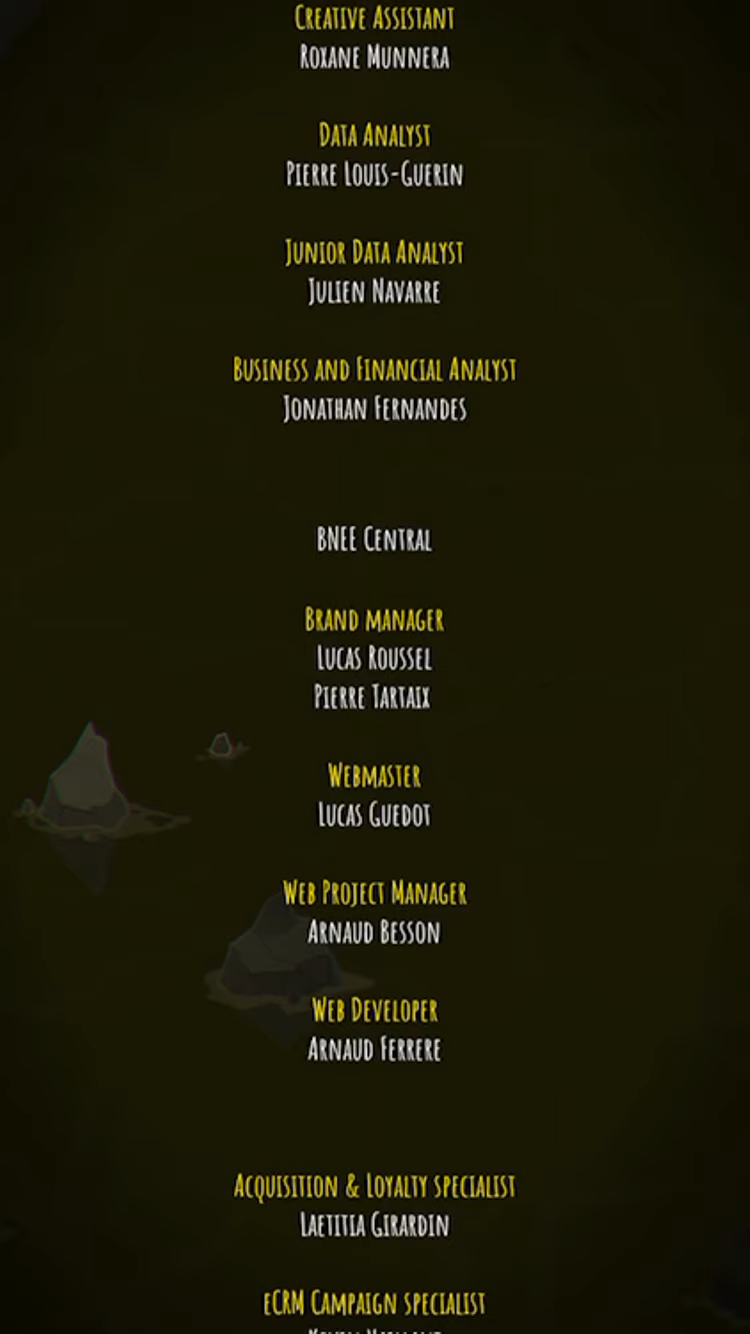 Creative Assistant
Roxane Munnera
Data Analyst
Pierre Louis-Guerin
Junior Data Analyst
Julien Navarre
Business and Financial Analyst
Jonathan Fernandes
BNEE Central
Brand manager
Lucas Roussel
Pierre Tartaix
Webmaster
Lucas Guedot
Web Project Manager
Arnaud Besson
Web Developer
Arnaud Ferrere
Acquisition & Loyalty specialist
Laetitia Girardin
eCRM Campaign specialist